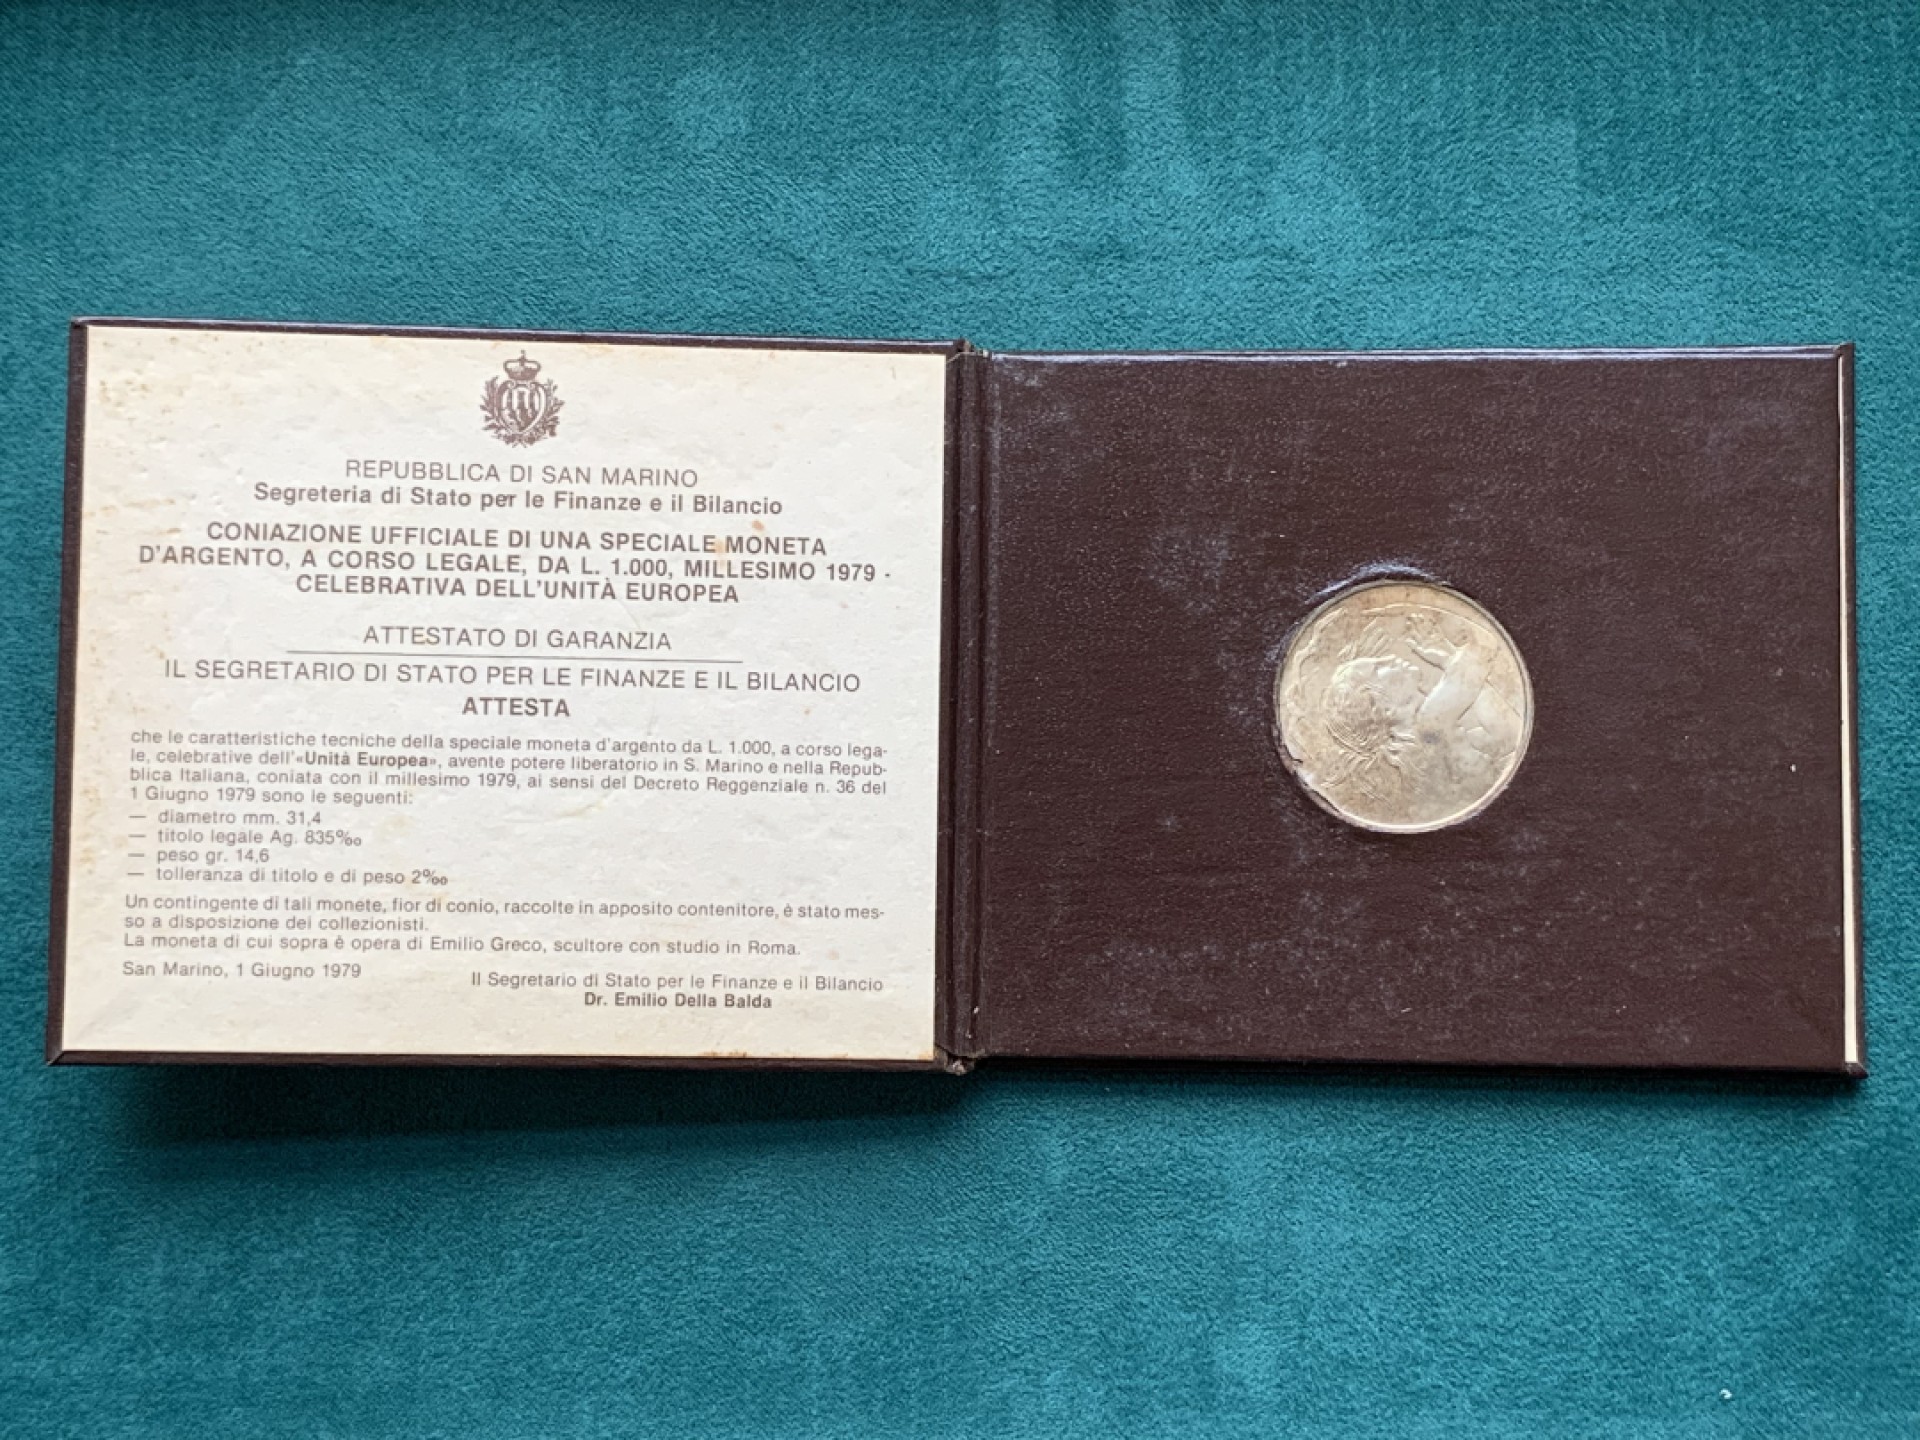 REPUBBLICA DI SAN MARINO
Segreteria di Stato per le Finanze e il Bilancio
CONIAZIONE UFFICIALE DI UNA SPECIALE MONETA
D'ARGENTO, A CORSO LEGALE, DA L. 1.000, MILLESIMO 1979 -
CELEBRATIVA DELL'UNITÀ EUROPEA
ATTESTATO DI GARANZIA
IL SEGRETARIO DI STATO PER LE FINANZE E IL BILANCIO
ATTESTA
che le caratteristiche tecniche della speciale moneta d'argento da L. 1.000, a corso lega-
le, celebrative dell'«Unità Europea», avente potere liberatorio in S. Marino e nella Repub-
blica Italiana, coniata con il millesimo 1979, ai sensi del Decreto Reggenziale n. 36 del
1 Giugno 1979 sono le seguenti:
— diametro mm. 31,4
— titolo legale Ag. 835‰
— peso gr. 14,6
— tolleranza di titolo e di peso 2‰
Un contingente di tali monete, fior di conio, raccolte in apposito contenitore, è stato mes-
so a disposizione dei collezionisti.
La moneta di cui sopra è opera di Emilio Greco, scultore con studio in Roma.
San Marino, 1 Giugno 1979
Il Segretario di Stato per le Finanze e il Bilancio
Dr. Emilio Della Balda